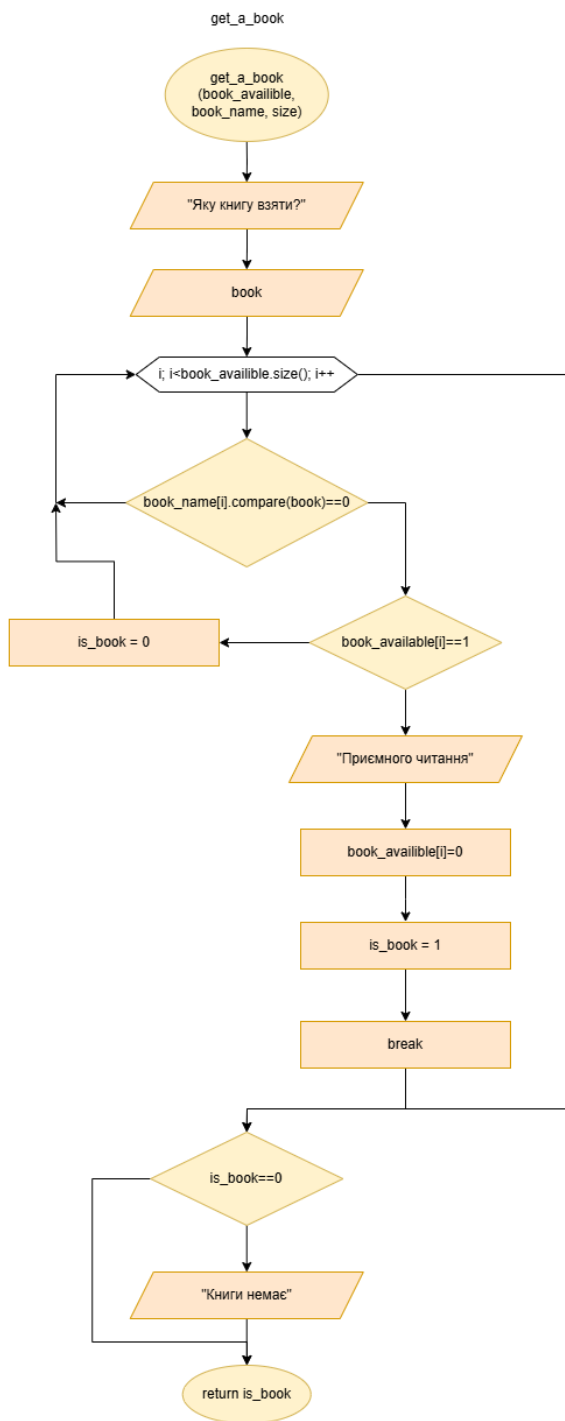 get_a_book
get_a_book
(book_availible,
book_name, size)
"Яку книгу взяти?"
book
i; i<book_availible.size(); i++
book_name[i].compare(book)==0
is_book = 0
book_available[i]==1
"Приємного читання"
book_availible[i]=0
is_book = 1
break
is_book==0
"Книги немає"
return is_book